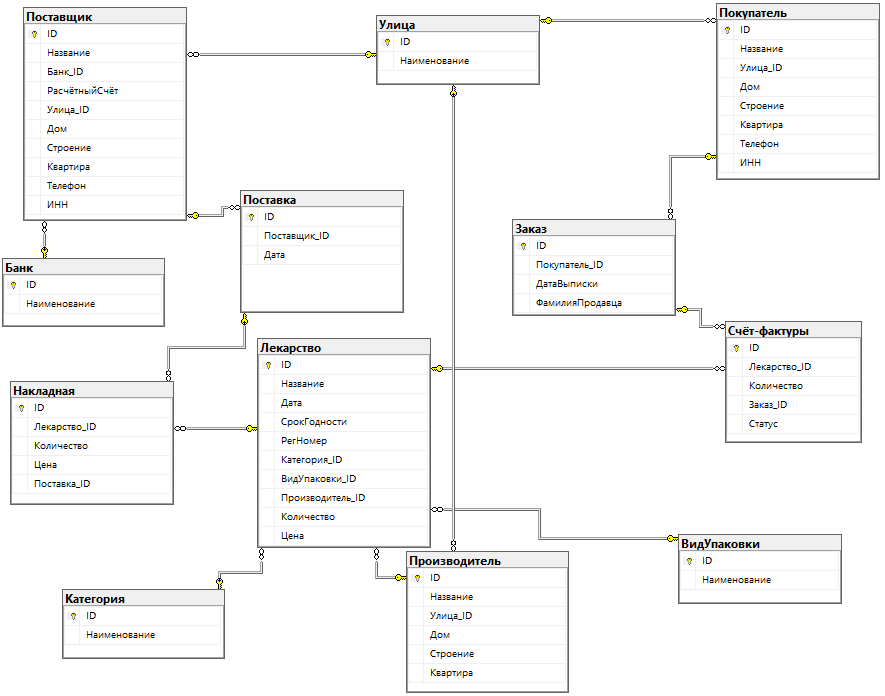 Поставщик
ID
Название
Банк_ID
РасчётныйСчёт
Улица_ID
Дом
Строение
Квартира
Телефон
ИНН
Улица
ID
Наименование
Покупатель
ID
Название
Улица_ID
Дом
Строение
Квартира
Телефон
ИНН
Поставка
ID
Поставщик_ID
Дата
Заказ
ID
Покупатель_ID
ДатаВыписки
ФамилияПродавца
Банк
ID
Наименование
Счёт-фактуры
ID
Лекарство_ID
Количество
Заказ_ID
Статус
Лекарство
ID
Название
Дата
СрокГодности
РегНомер
Категория_ID
ВидУпаковки_ID
Производитель_ID
Количество
Цена
Накладная
ID
Лекарство_ID
Количество
Цена
Поставка_ID
ВидУпаковки
ID
Наименование
Производитель
ID
Название
Улица_ID
Дом
Строение
Квартира
Категория
ID
Наименование